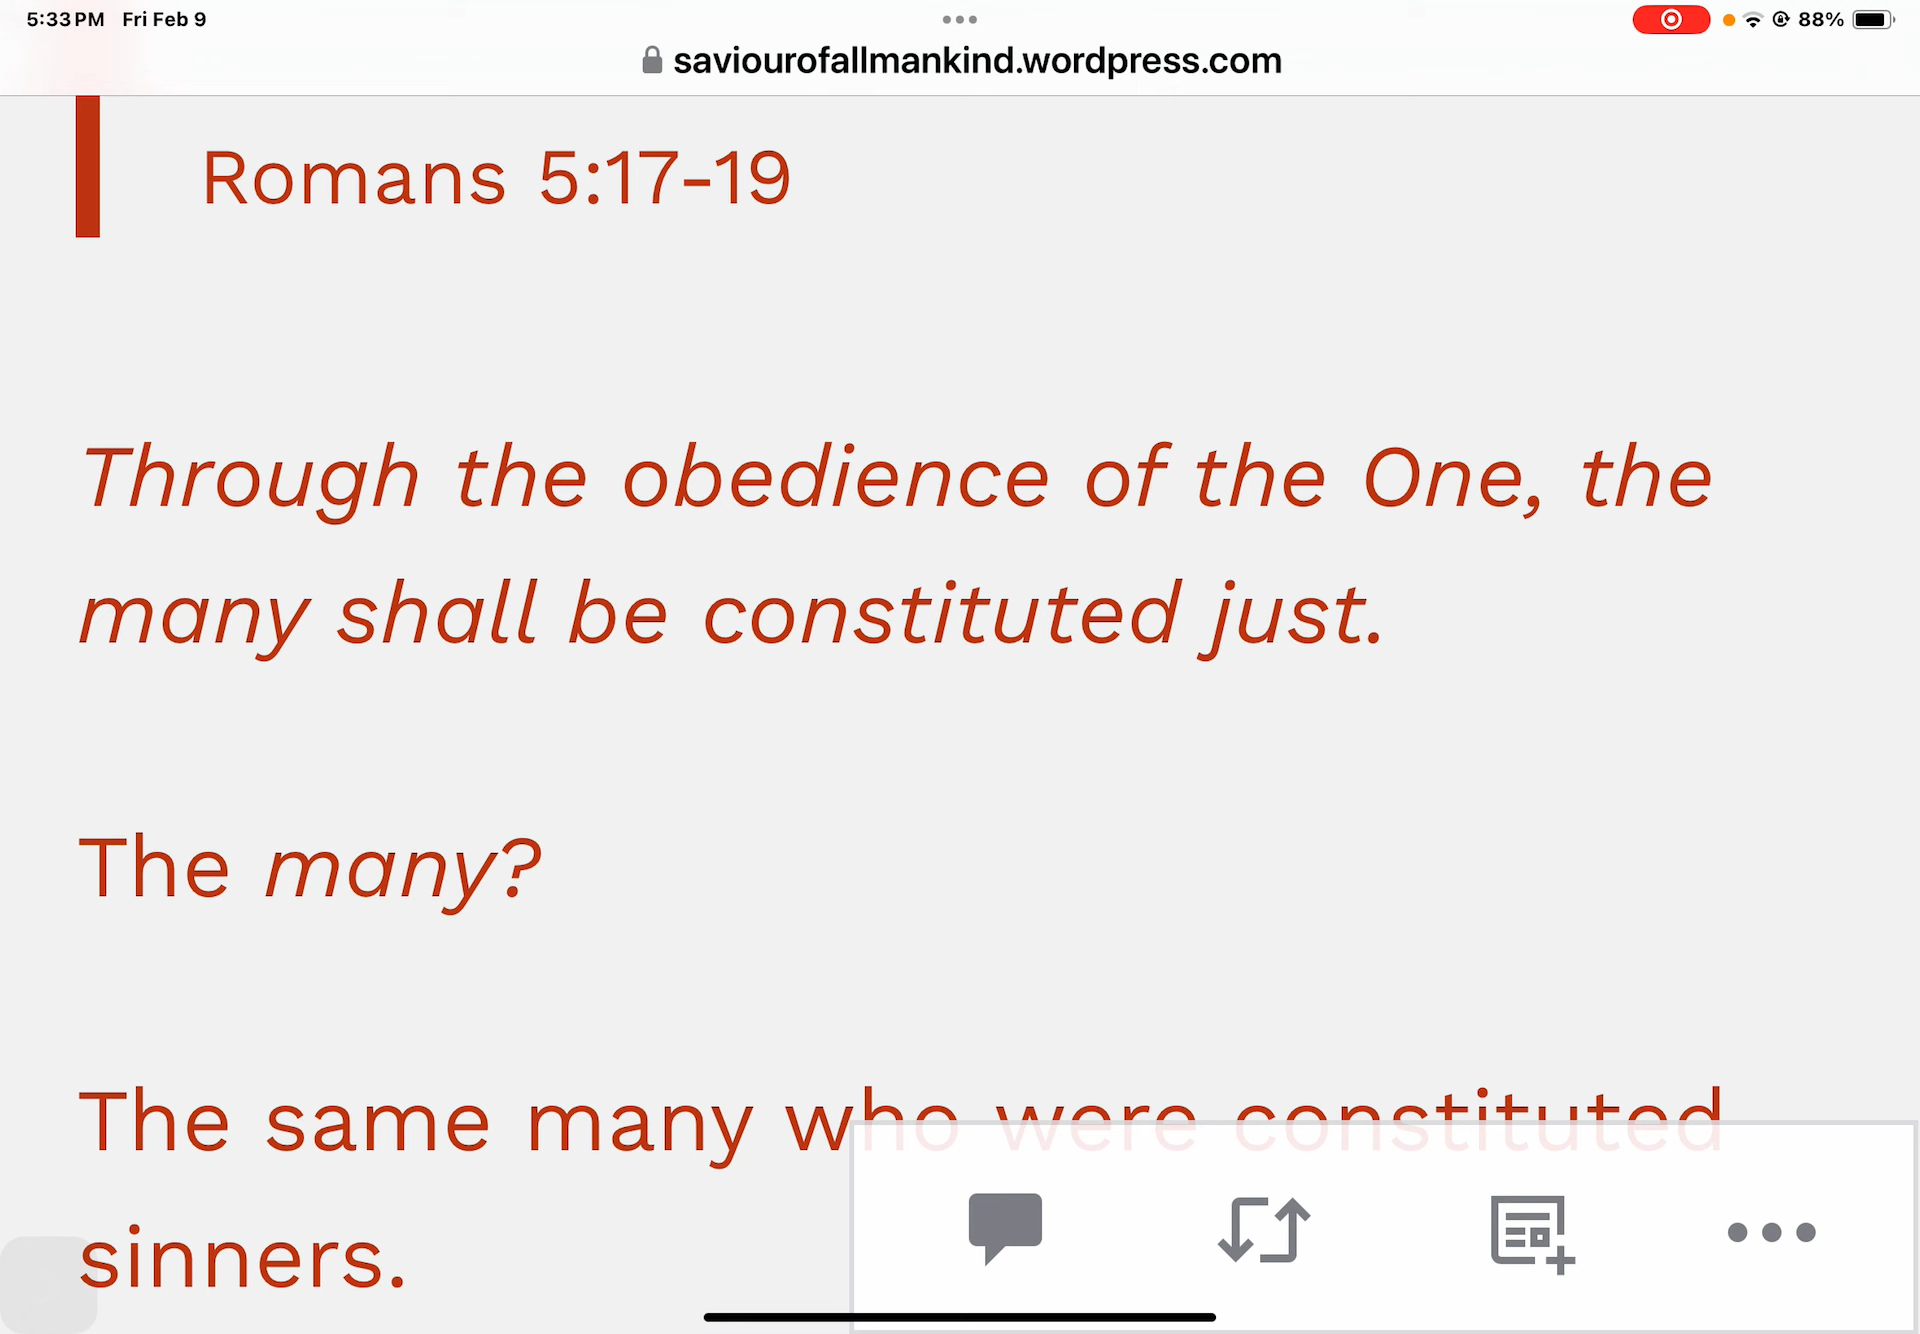 5:33 PM Fri Feb 9
88%
saviourofallmankind.wordpress.com
Romans 5:17-19
Through the obedience of the One, the
many shall be constituted just.
The many?
The same many who were constituted
sinners.